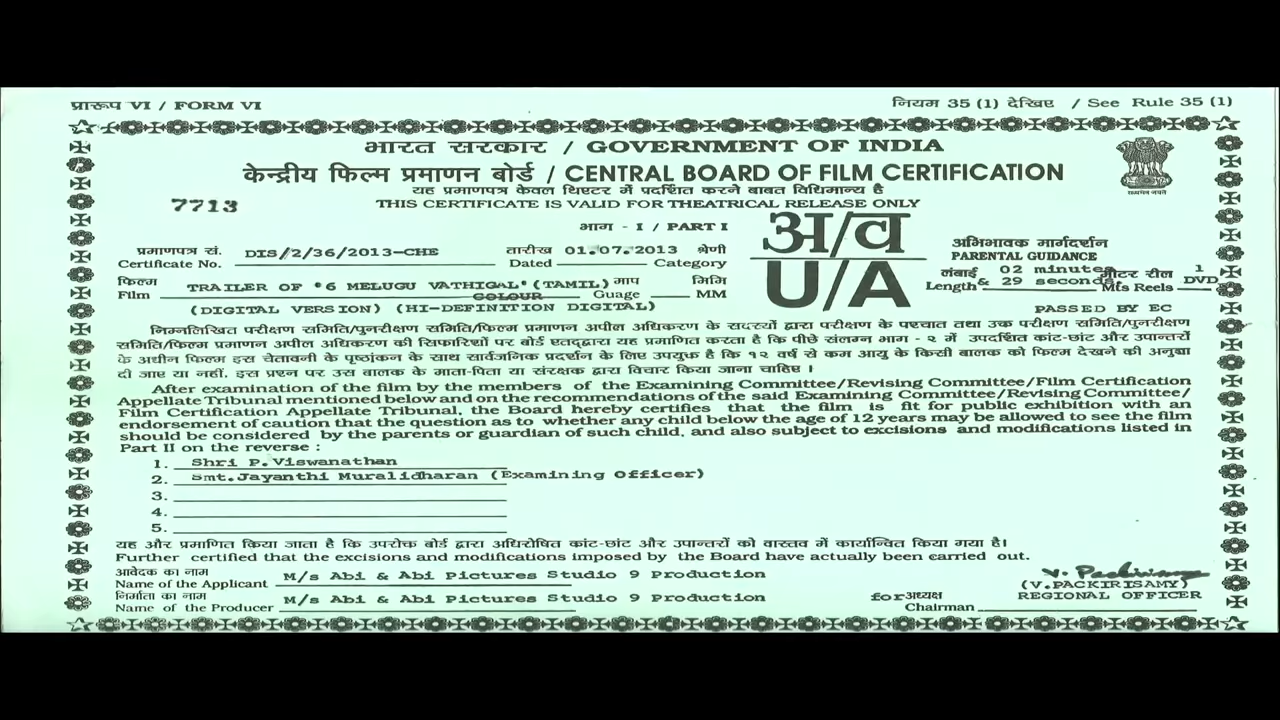 प्रारूप VI / FORM VI
नियम 35 (1) देखिए / See Rule 35 (1)
भारत सरकार / GOVERNMENT OF INDIA
केन्द्रीय फिल्म प्रमाणन बोर्ड / CENTRAL BOARD OF FILM CERTIFICATION
यह प्रमाणपत्र केवल थिएटर में प्रदर्शित करने बाबत विधिमान्य है
7713
THIS CERTIFICATE IS VALID FOR THEATRICAL RELEASE ONLY
भाग - I / PART I
अ/व
U/A
प्रमाणपत्र सं. DIS/2/36/2013-CHE तारीख 01.07.2013 श्रेणी
Certificate No. Dated Category
अभिभावक मार्गदर्शन
PARENTAL GUIDANCE
लंबाई 02 minutes मीटर रील 1
Length & 29 seconds Mts Reels DVD
फिल्म TRAILER OF "6 MELUGU VATHIGAL" (TAMIL) माप मिमि
Film COLOUR Guage MM
(DIGITAL VERSION) (HI-DEFINITION DIGITAL)
PASSED BY EC
निम्नलिखित परीक्षण समिति/पुनरीक्षण समिति/फिल्म प्रमाणन अपील अधिकरण के सदस्यों द्वारा परीक्षण के पश्चात तथा उक्त परीक्षण समिति/पुनरीक्षण
समिति/फिल्म प्रमाणन अपील अधिकरण की सिफारिशों पर बोर्ड एतद्द्वारा यह प्रमाणित करता है कि पीछे संलग्न भाग - २ में उपदर्शित कांट-छांट और उपान्तरों
के अधीन फिल्म इस चेतावनी के पृष्ठांकन के साथ सार्वजनिक प्रदर्शन के लिए उपयुक्त है कि १२ वर्ष से कम आयु के किसी बालक को फिल्म देखने की अनुज्ञा
दी जाए या नहीं, इस प्रश्न पर उस बालक के माता-पिता या संरक्षक द्वारा विचार किया जाना चाहिए ।
After examination of the film by the members of the Examining Committee/Revising Committee/Film Certification
Appellate Tribunal mentioned below and on the recommendations of the said Examining Committee/Revising Committee/
Film Certification Appellate Tribunal, the Board hereby certifies that the film is fit for public exhibition with an
endorsement of caution that the question as to whether any child below the age of 12 years may be allowed to see the film
should be considered by the parents or guardian of such child, and also subject to excisions and modifications listed in
Part II on the reverse :
1. Shri P.Viswanathan
2. Smt.Jayanthi Muralidharan (Examining Officer)
3.
4.
5.
यह और प्रमाणित किया जाता है कि उपरोक्त बोर्ड द्वारा अधिरोपित कांट-छांट और उपान्तरों को वास्तव में कार्यान्वित किया गया है।
Further certified that the excisions and modifications imposed by the Board have actually been carried out.
आवेदक का नाम
Name of the Applicant M/s Abi & Abi Pictures Studio 9 Production
V. Packirisamy
(V.PACKIRISAMY)
REGIONAL OFFICER
निर्माता का नाम
Name of the Producer M/s Abi & Abi Pictures Studio 9 Production
for अध्यक्ष
Chairman
सत्यमेव जयते